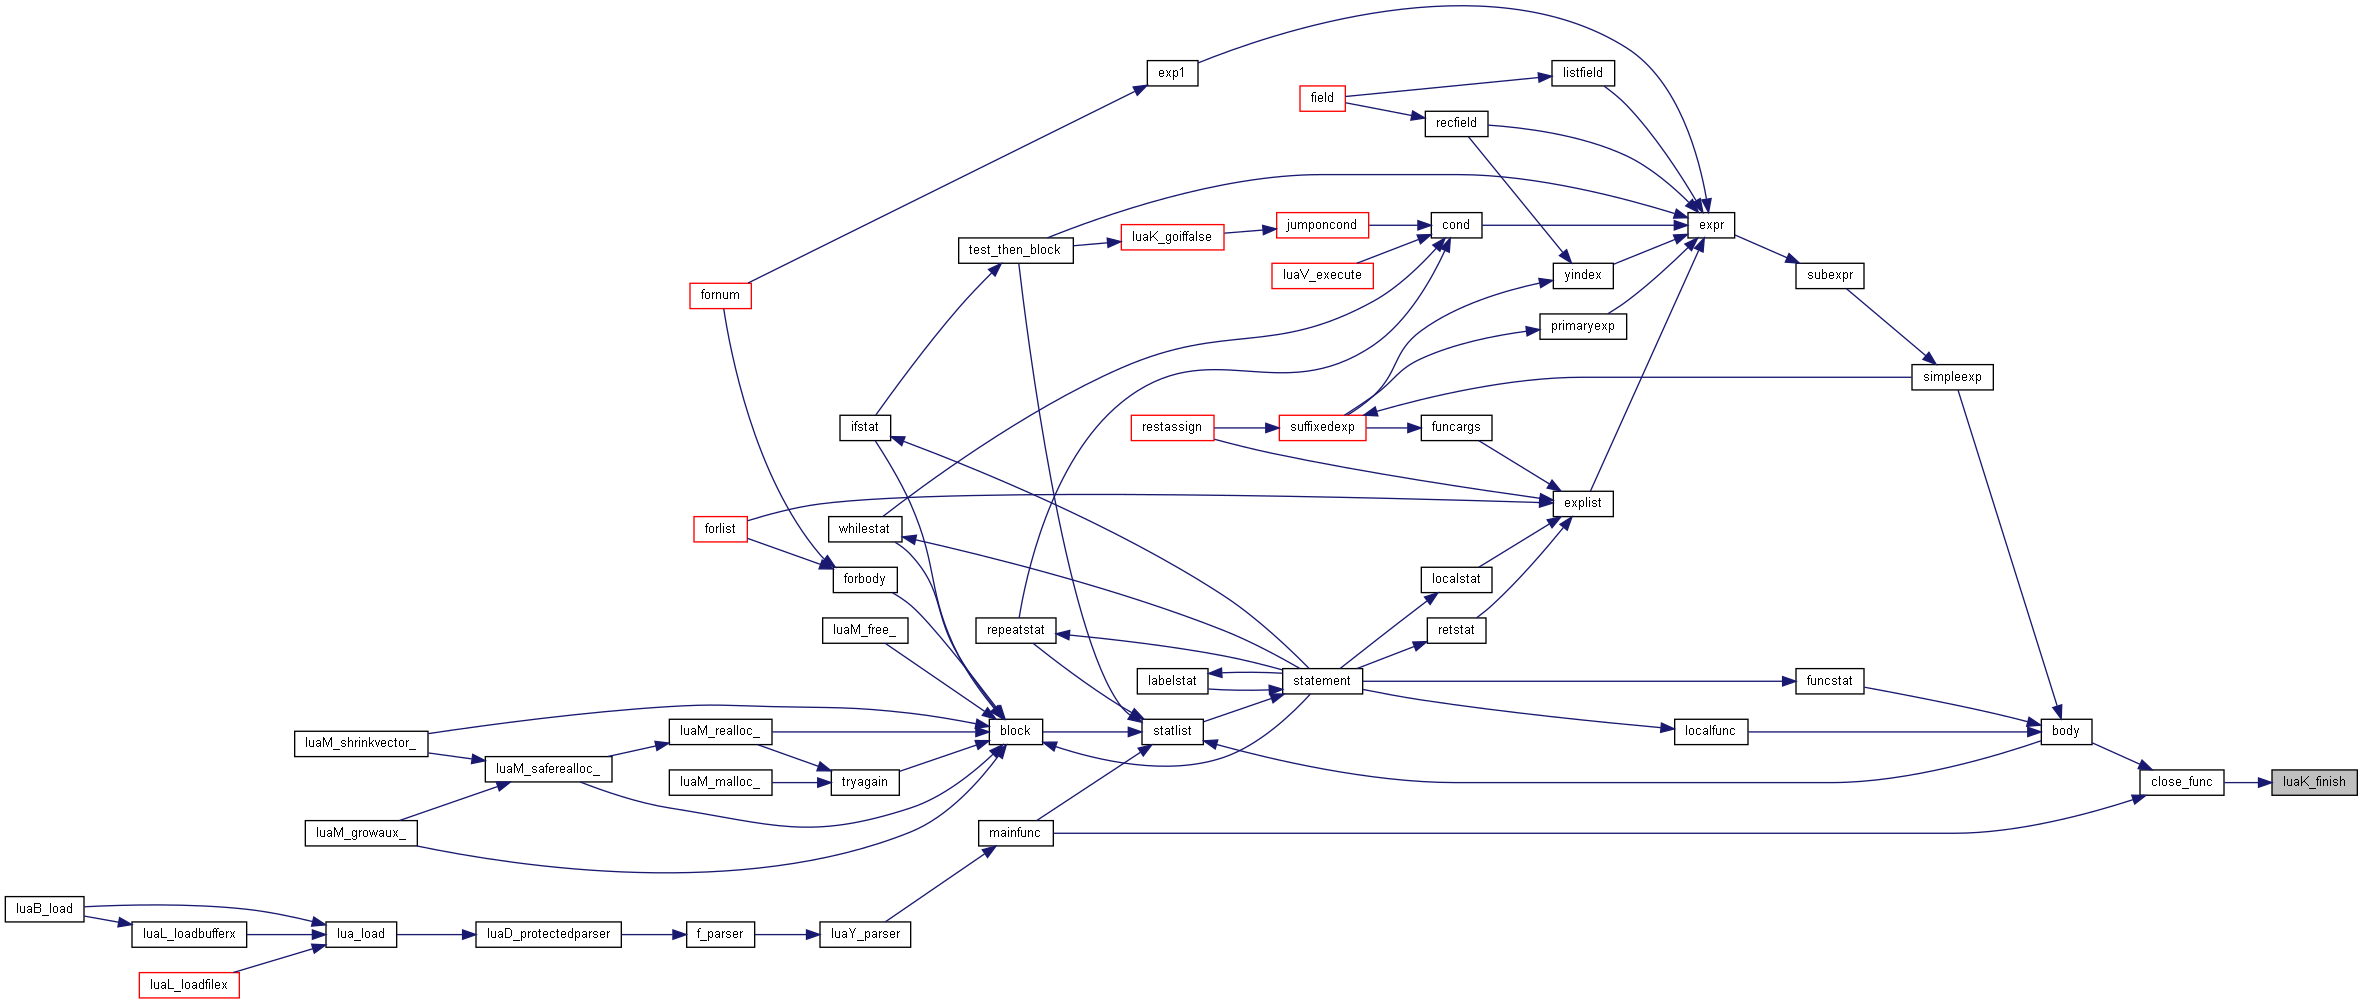 exp1
listfield
field
recfield
expr
cond
jumponcond
luaK_goiffalse
test_then_block
luaV_execute
yindex
subexpr
fornum
primaryexp
simpleexp
ifstat
restassign
suffixedexp
funcargs
explist
forlist
whilestat
forbody
localstat
luaM_free_
repeatstat
retstat
labelstat
statement
funcstat
luaM_shrinkvector_
luaM_realloc_
block
statlist
localfunc
body
luaM_saferealloc_
luaM_malloc_
tryagain
close_func
luaK_finish
luaM_growaux_
mainfunc
luaB_load
luaL_loadbufferx
lua_load
luaD_protectedparser
f_parser
luaY_parser
luaL_loadfilex